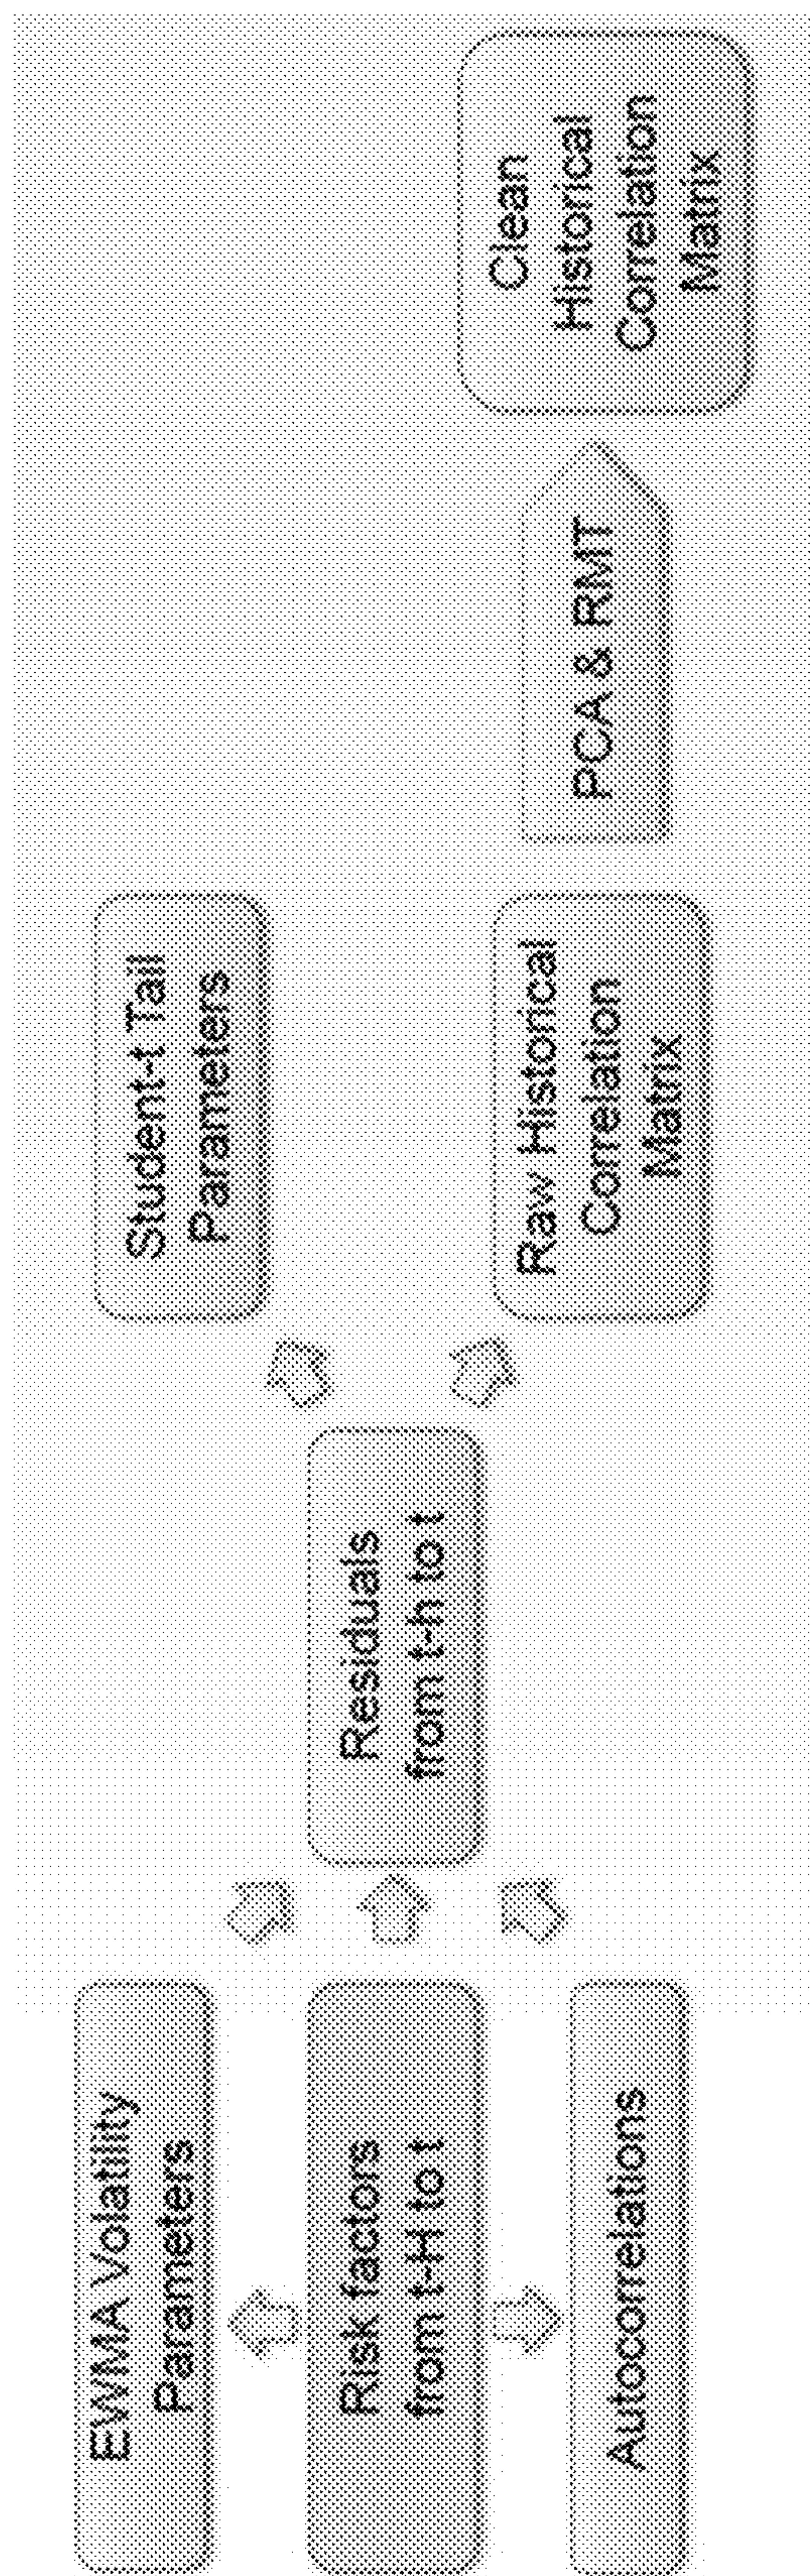 EWMA Volatility
Parameters
Risk factors
from t-H to t
Autocorrelations
Residuals
from t-h to t
Student-t Tail
Parameters
Raw Historical
Correlation
Matrix
PCA & RMT
Clean
Historical
Correlation
Matrix